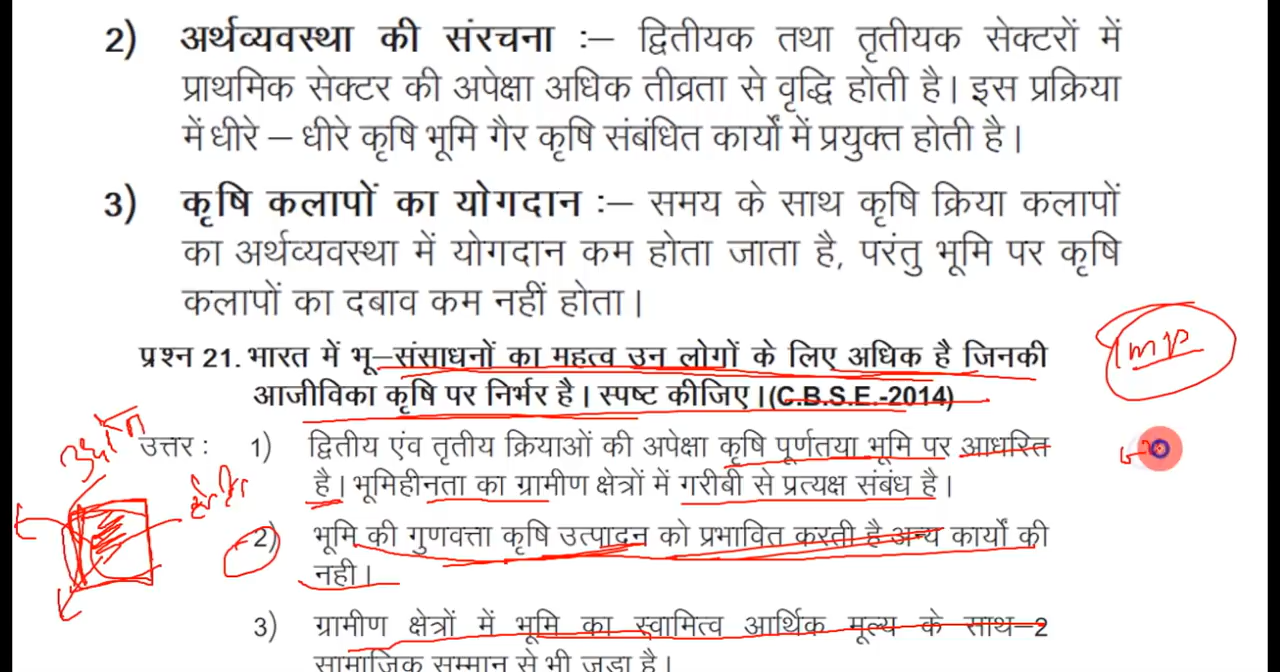 2) अर्थव्यवस्था की संरचना :– द्वितीयक तथा तृतीयक सेक्टरों में
प्राथमिक सेक्टर की अपेक्षा अधिक तीव्रता से वृद्धि होती है। इस प्रक्रिया
में धीरे – धीरे कृषि भूमि गैर कृषि संबंधित कार्यों में प्रयुक्त होती है।
3) कृषि कलापों का योगदान :– समय के साथ कृषि क्रिया कलापों
का अर्थव्यवस्था में योगदान कम होता जाता है, परंतु भूमि पर कृषि
कलापों का दबाव कम नहीं होता।
प्रश्न 21. भारत में भू–संसाधनों का महत्व उन लोगों के लिए अधिक है जिनकी
आजीविका कृषि पर निर्भर है। स्पष्ट कीजिए। (C.B.S.E.-2014)
mp
उत्तर : 1) द्वितीय एंव तृतीय क्रियाओं की अपेक्षा कृषि पूर्णतया भूमि पर आधारित
है। भूमिहीनता का ग्रामीण क्षेत्रों में गरीबी से प्रत्यक्ष संबंध है।
2) भूमि की गुणवत्ता कृषि उत्पादन को प्रभावित करती है अन्य कार्यों की
नही।
3) ग्रामीण क्षेत्रों में भूमि का स्वामित्व आर्थिक मूल्य के साथ–2
सामाजिक सम्मान से भी जुड़ा है।